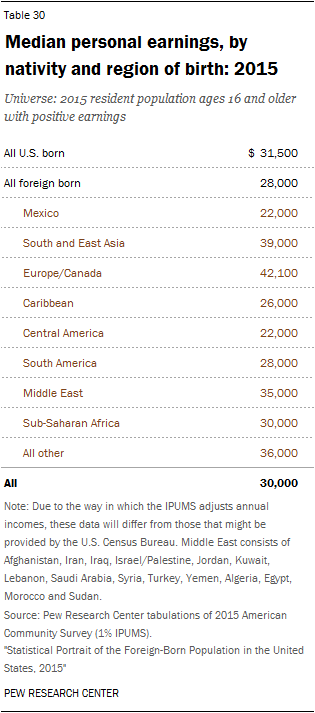 Table 30
Median personal earnings, by
nativity and region of birth: 2015
Universe: 2015 resident population ages 16 and older
with positive earnings
All U.S. born $ 31,500
All foreign born 28,000
Mexico 22,000
South and East Asia 39,000
Europe/Canada 42,100
Caribbean 26,000
Central America 22,000
South America 28,000
Middle East 35,000
Sub-Saharan Africa 30,000
All other 36,000
All 30,000
Note: Due to the way in which the IPUMS adjusts annual
incomes, these data will differ from those that might be
provided by the U.S. Census Bureau. Middle East consists of
Afghanistan, Iran, Iraq, Israel/Palestine, Jordan, Kuwait,
Lebanon, Saudi Arabia, Syria, Turkey, Yemen, Algeria, Egypt,
Morocco and Sudan.
Source: Pew Research Center tabulations of 2015 American
Community Survey (1% IPUMS).
"Statistical Portrait of the Foreign-Born Population in the United
States, 2015"
PEW RESEARCH CENTER